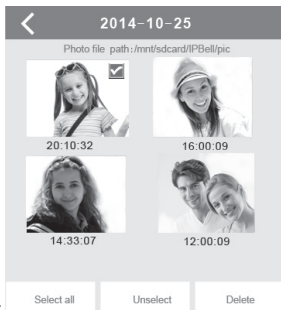 2014-10-25
Photo file path:/mnt/sdcard/IPBell/pic
20:10:32
16:00:09
14:33:07
12:00:09
Select all
Unselect
Delete